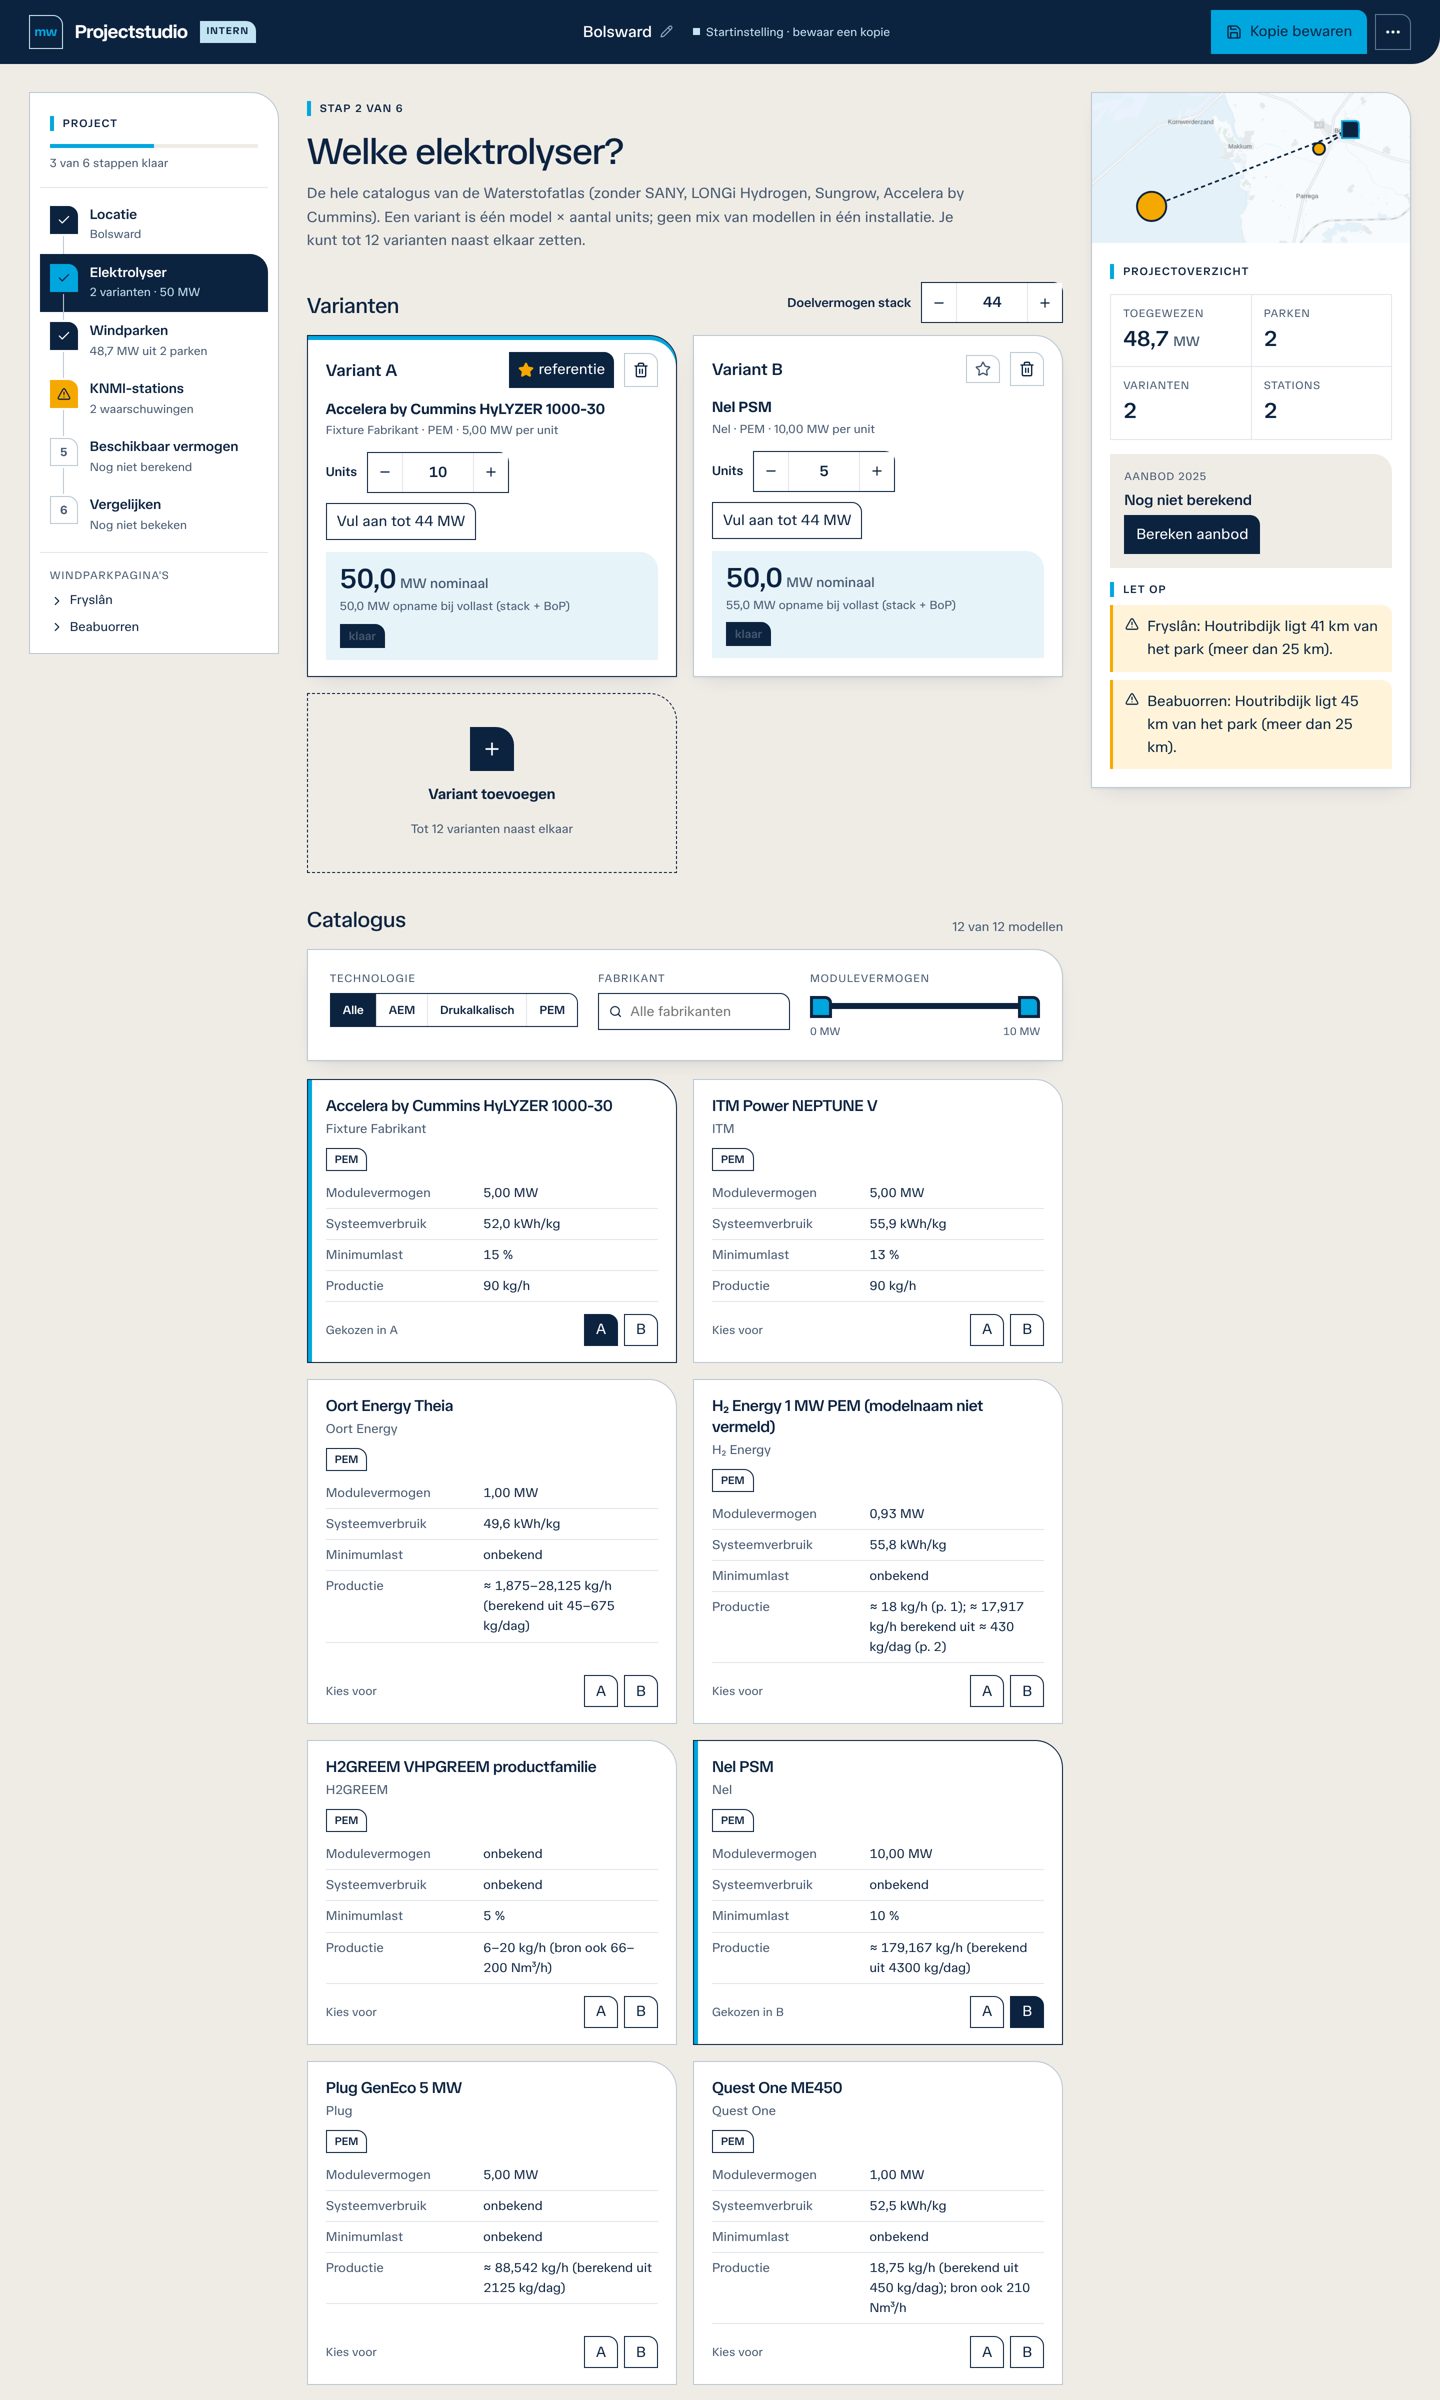 mw Projectstudio INTERN
Bolsward
Startinstelling · bewaar een kopie
Kopie bewaren
PROJECT
3 van 6 stappen klaar
Locatie
Bolsward
Elektrolyser
2 varianten · 50 MW
Windparken
48,7 MW uit 2 parken
KNMI-stations
2 waarschuwingen
5 Beschikbaar vermogen
Nog niet berekend
6 Vergelijken
Nog niet bekeken
WINDPARKPAGINA'S
Fryslân
Beabuorren
STAP 2 VAN 6
Welke elektrolyser?
De hele catalogus van de Waterstofatlas (zonder SANY, LONGi Hydrogen, Sungrow, Accelera by
Cummins). Een variant is één model × aantal units; geen mix van modellen in één installatie. Je
kunt tot 12 varianten naast elkaar zetten.
Varianten
Doelvermogen stack − 44 +
Variant A referentie
Accelera by Cummins HyLYZER 1000-30
Fixture Fabrikant · PEM · 5,00 MW per unit
Units − 10 +
Vul aan tot 44 MW
50,0 MW nominaal
50,0 MW opname bij vollast (stack + BoP)
klaar
Variant B
Nel PSM
Nel · PEM · 10,00 MW per unit
Units − 5 +
Vul aan tot 44 MW
50,0 MW nominaal
55,0 MW opname bij vollast (stack + BoP)
klaar
+
Variant toevoegen
Tot 12 varianten naast elkaar
Catalogus
12 van 12 modellen
TECHNOLOGIE
Alle AEM Drukalkalisch PEM
FABRIKANT
Alle fabrikanten
MODULEVERMOGEN
0 MW 10 MW
Accelera by Cummins HyLYZER 1000-30
Fixture Fabrikant
PEM
Modulevermogen 5,00 MW
Systeemverbruik 52,0 kWh/kg
Minimumlast 15 %
Productie 90 kg/h
Gekozen in A A B
ITM Power NEPTUNE V
ITM
PEM
Modulevermogen 5,00 MW
Systeemverbruik 55,9 kWh/kg
Minimumlast 13 %
Productie 90 kg/h
Kies voor A B
Oort Energy Theia
Oort Energy
PEM
Modulevermogen 1,00 MW
Systeemverbruik 49,6 kWh/kg
Minimumlast onbekend
Productie ≈ 1,875–28,125 kg/h
(berekend uit 45–675
kg/dag)
Kies voor A B
H₂ Energy 1 MW PEM (modelnaam niet
vermeld)
H₂ Energy
PEM
Modulevermogen 0,93 MW
Systeemverbruik 55,8 kWh/kg
Minimumlast onbekend
Productie ≈ 18 kg/h (p. 1); ≈ 17,917
kg/h berekend uit ≈ 430
kg/dag (p. 2)
Kies voor A B
H2GREEM VHPGREEM productfamilie
H2GREEM
PEM
Modulevermogen onbekend
Systeemverbruik onbekend
Minimumlast 5 %
Productie 6–20 kg/h (bron ook 66–
200 Nm³/h)
Kies voor A B
Nel PSM
Nel
PEM
Modulevermogen 10,00 MW
Systeemverbruik onbekend
Minimumlast 10 %
Productie ≈ 179,167 kg/h (berekend
uit 4300 kg/dag)
Gekozen in B A B
Plug GenEco 5 MW
Plug
PEM
Modulevermogen 5,00 MW
Systeemverbruik onbekend
Minimumlast onbekend
Productie ≈ 88,542 kg/h (berekend uit
2125 kg/dag)
Kies voor A B
Quest One ME450
Quest One
PEM
Modulevermogen 1,00 MW
Systeemverbruik 52,5 kWh/kg
Minimumlast onbekend
Productie 18,75 kg/h (berekend uit
450 kg/dag); bron ook 210
Nm³/h
Kies voor A B
Kornwerderzand
Makkum
Parrega
PROJECTOVERZICHT
TOEGEWEZEN
48,7 MW
PARKEN
2
VARIANTEN
2
STATIONS
2
AANBOD 2025
Nog niet berekend
Bereken aanbod
LET OP
Fryslân: Houtribdijk ligt 41 km van
het park (meer dan 25 km).
Beabuorren: Houtribdijk ligt 45
km van het park (meer dan 25
km).